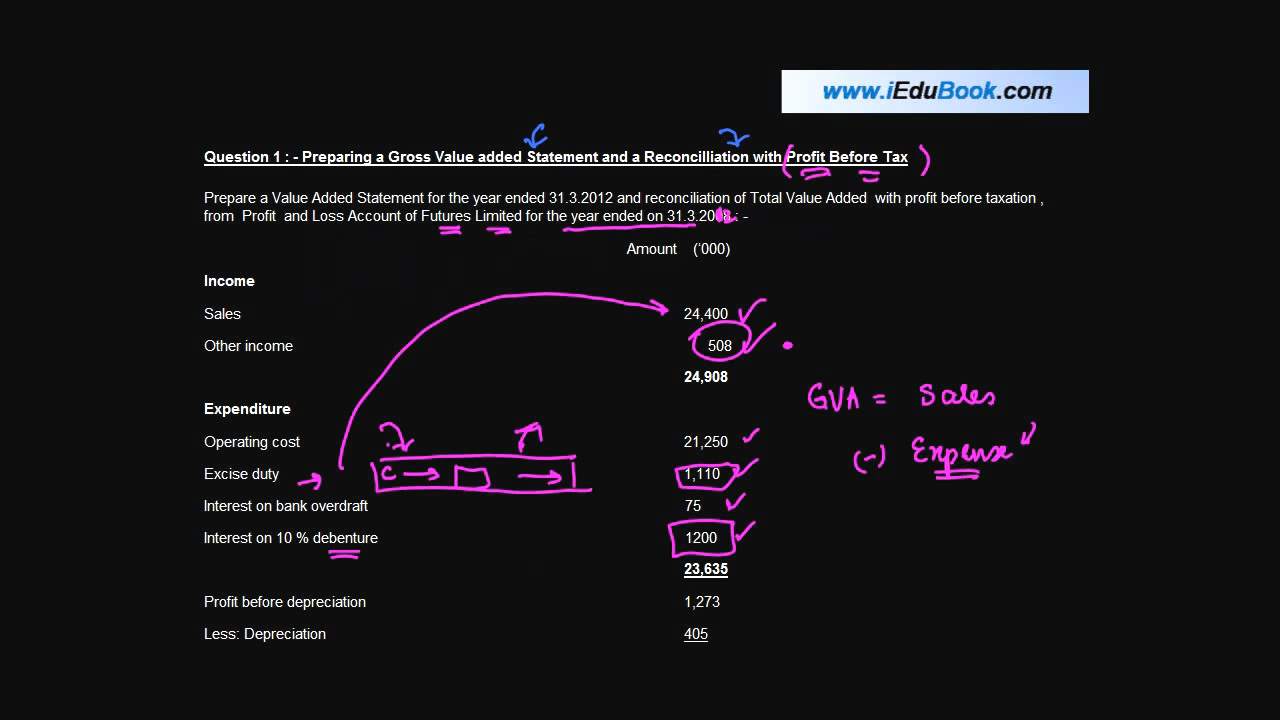 www.iEduBook.com
Question 1 : - Preparing a Gross Value added Statement and a Reconcilliation with Profit Before Tax
Prepare a Value Added Statement for the year ended 31.3.2012 and reconciliation of Total Value Added with profit before taxation ,
from Profit and Loss Account of Futures Limited for the year ended on 31.3.2008 : -
Amount ('000)
Income
Sales 24,400
Other income 508
24,908
GVA = Sales
Expenditure
Operating cost 21,250
(-) Expense
Excise duty C 1,110
Interest on bank overdraft 75
Interest on 10 % debenture 1200
23,635
Profit before depreciation 1,273
Less: Depreciation 405